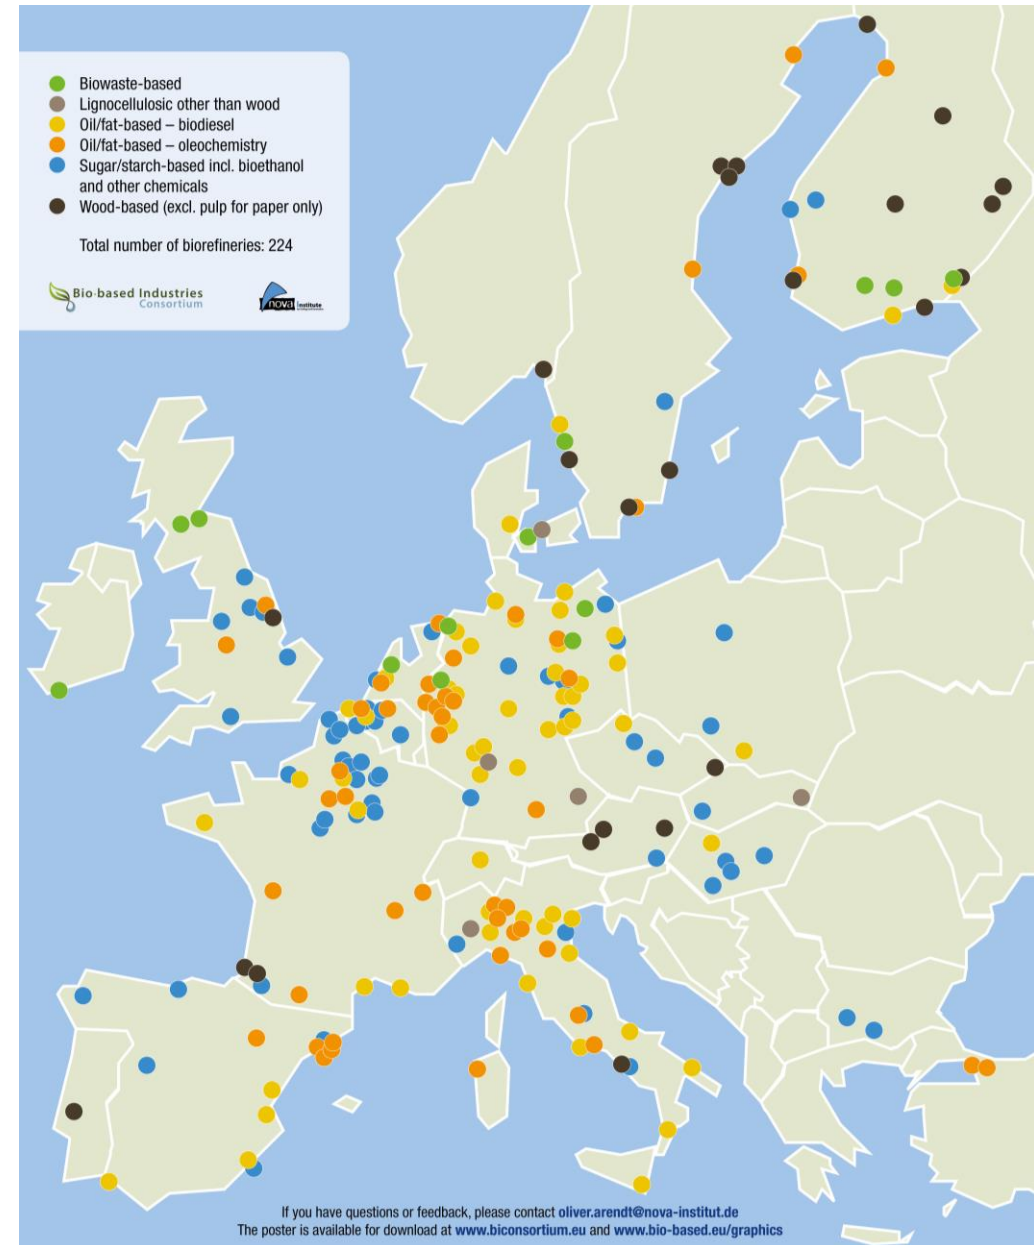 Biowaste-based
Lignocellulosic other than wood
Oil/fat-based – biodiesel
Oil/fat-based – oleochemistry
Sugar/starch-based incl. bioethanol
and other chemicals
Wood-based (excl. pulp for paper only)
Total number of biorefineries: 224
Bio-based Industries
Consortium
nova Institute
If you have questions or feedback, please contact oliver.arendt@nova-institut.de
The poster is available for download at www.biconsortium.eu and www.bio-based.eu/graphics